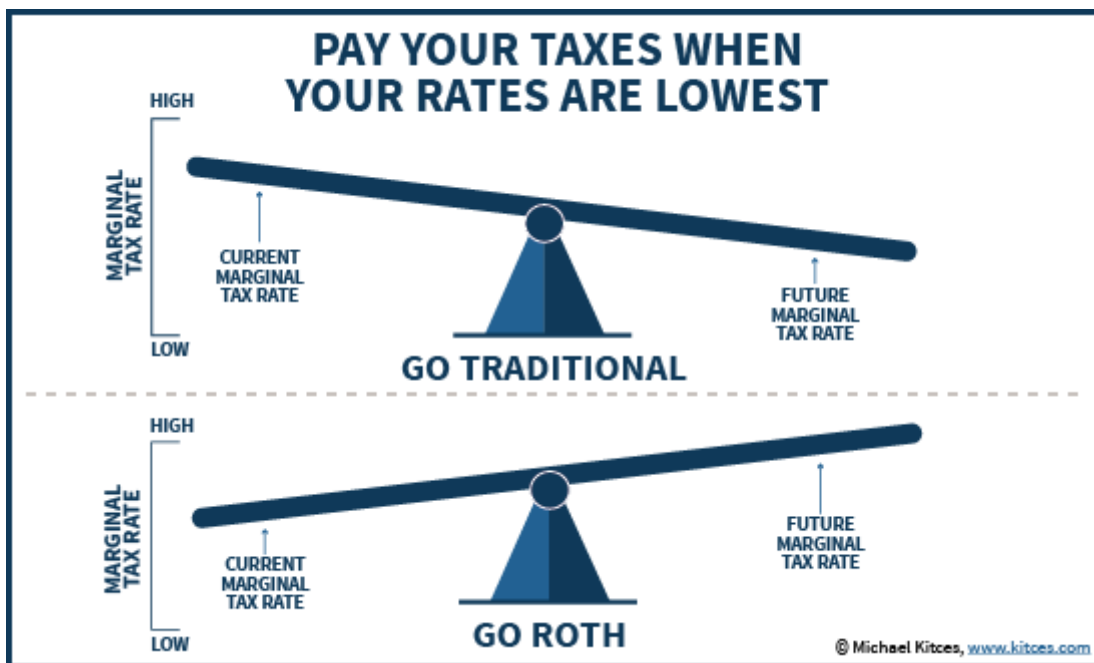 PAY YOUR TAXES WHEN
YOUR RATES ARE LOWEST
HIGH
MARGINAL
TAX RATE
LOW
CURRENT
MARGINAL
TAX RATE
FUTURE
MARGINAL
TAX RATE
GO TRADITIONAL
HIGH
MARGINAL
TAX RATE
LOW
CURRENT
MARGINAL
TAX RATE
FUTURE
MARGINAL
TAX RATE
GO ROTH
© Michael Kitces, www.kitces.com